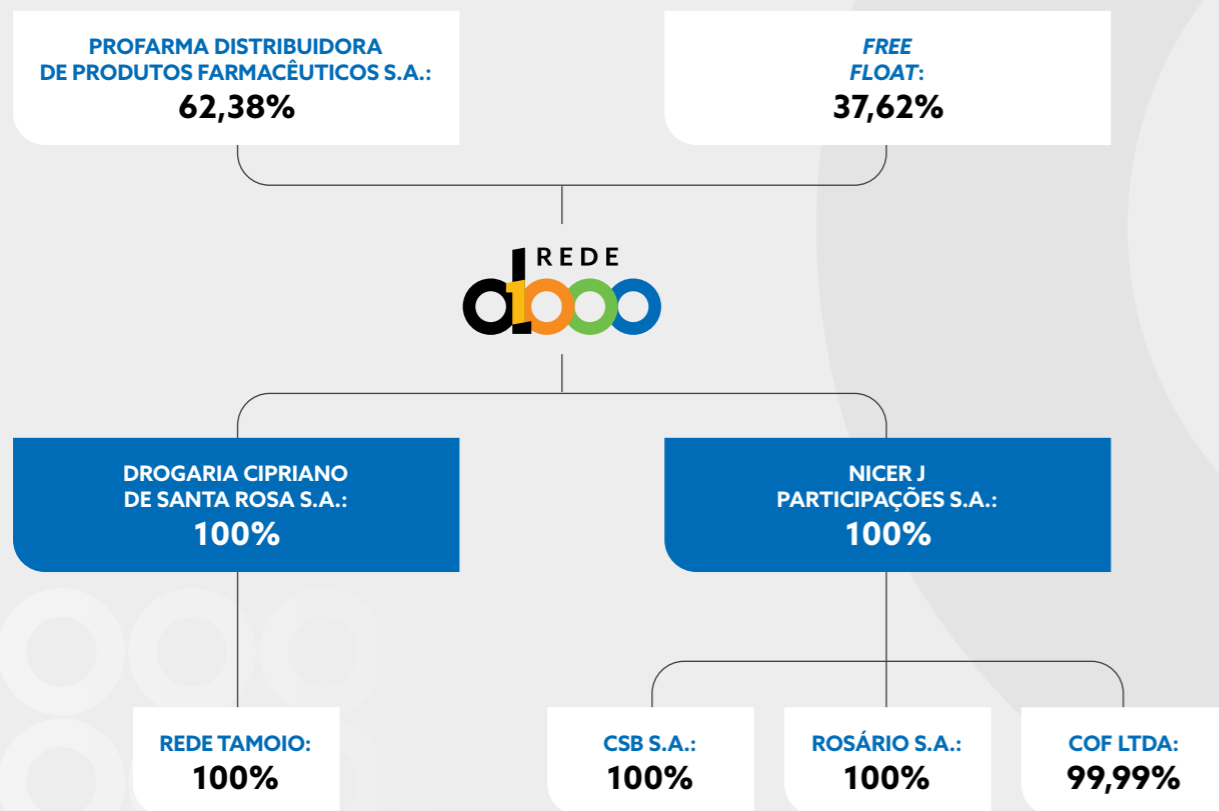 PROFARMA DISTRIBUIDORA
DE PRODUTOS FARMACÊUTICOS S.A.:
62,38%
FREE
FLOAT:
37,62%
REDE
d1000
DROGARIA CIPRIANO
DE SANTA ROSA S.A.:
100%
NICER J
PARTICIPAÇÕES S.A.:
100%
REDE TAMOIO:
100%
CSB S.A.:
100%
ROSÁRIO S.A.:
100%
COF LTDA:
99,99%